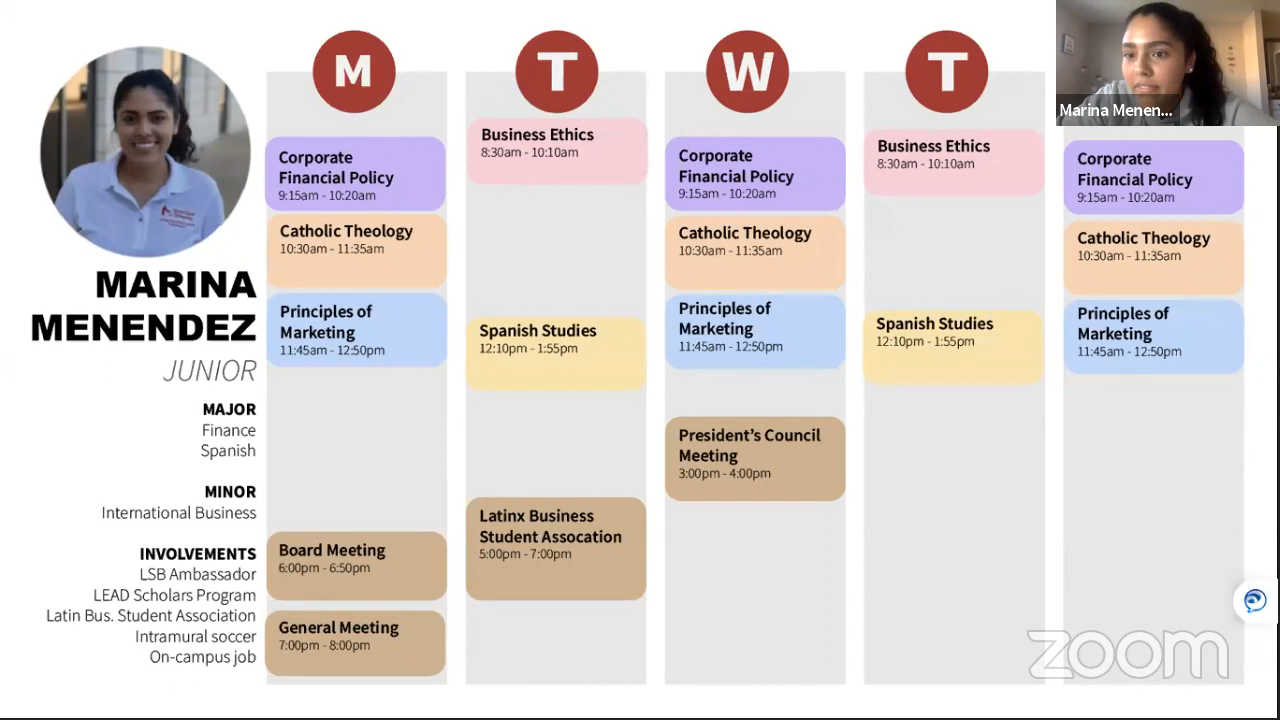 M
T
W
T
Marina Menen...
MARINA
MENENDEZ
JUNIOR
MAJOR
Finance
Spanish
MINOR
International Business
INVOLVEMENTS
LSB Ambassador
LEAD Scholars Program
Latin Bus. Student Association
Intramural soccer
On-campus job
Corporate
Financial Policy
9:15am - 10:20am
Catholic Theology
10:30am - 11:35am
Principles of
Marketing
11:45am - 12:50pm
Board Meeting
6:00pm - 6:50pm
General Meeting
7:00pm - 8:00pm
Business Ethics
8:30am - 10:10am
Spanish Studies
12:10pm - 1:55pm
Latinx Business
Student Assocation
5:00pm - 7:00pm
Corporate
Financial Policy
9:15am - 10:20am
Catholic Theology
10:30am - 11:35am
Principles of
Marketing
11:45am - 12:50pm
President's Council
Meeting
3:00pm - 4:00pm
Business Ethics
8:30am - 10:10am
Spanish Studies
12:10pm - 1:55pm
Corporate
Financial Policy
9:15am - 10:20am
Catholic Theology
10:30am - 11:35am
Principles of
Marketing
11:45am - 12:50pm
zoom